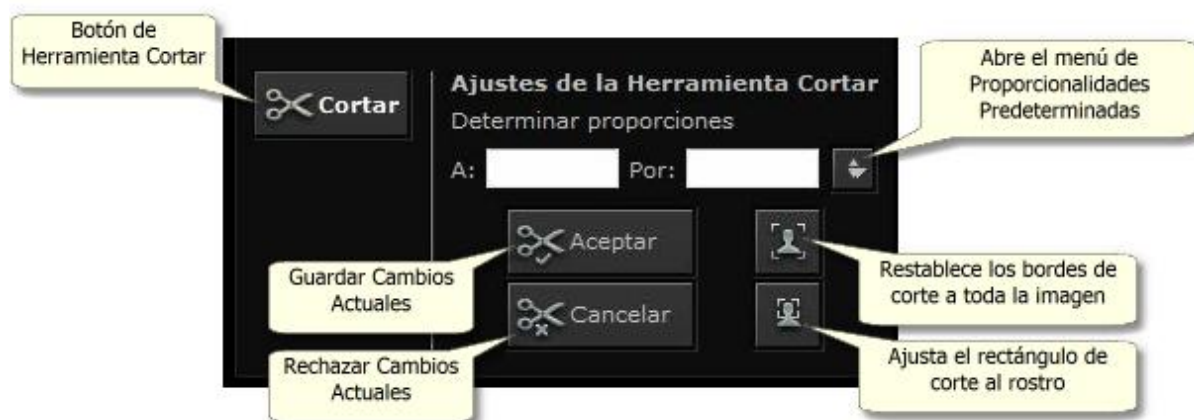 Botón de
Herramienta Cortar
Cortar
Ajustes de la Herramienta Cortar
Determinar proporciones
A:
Por:
Abre el menú de
Proporcionalidades
Predeterminadas
Aceptar
Guardar Cambios
Actuales
Restablece los bordes de
corte a toda la imagen
Cancelar
Rechazar Cambios
Actuales
Ajusta el rectángulo de
corte al rostro